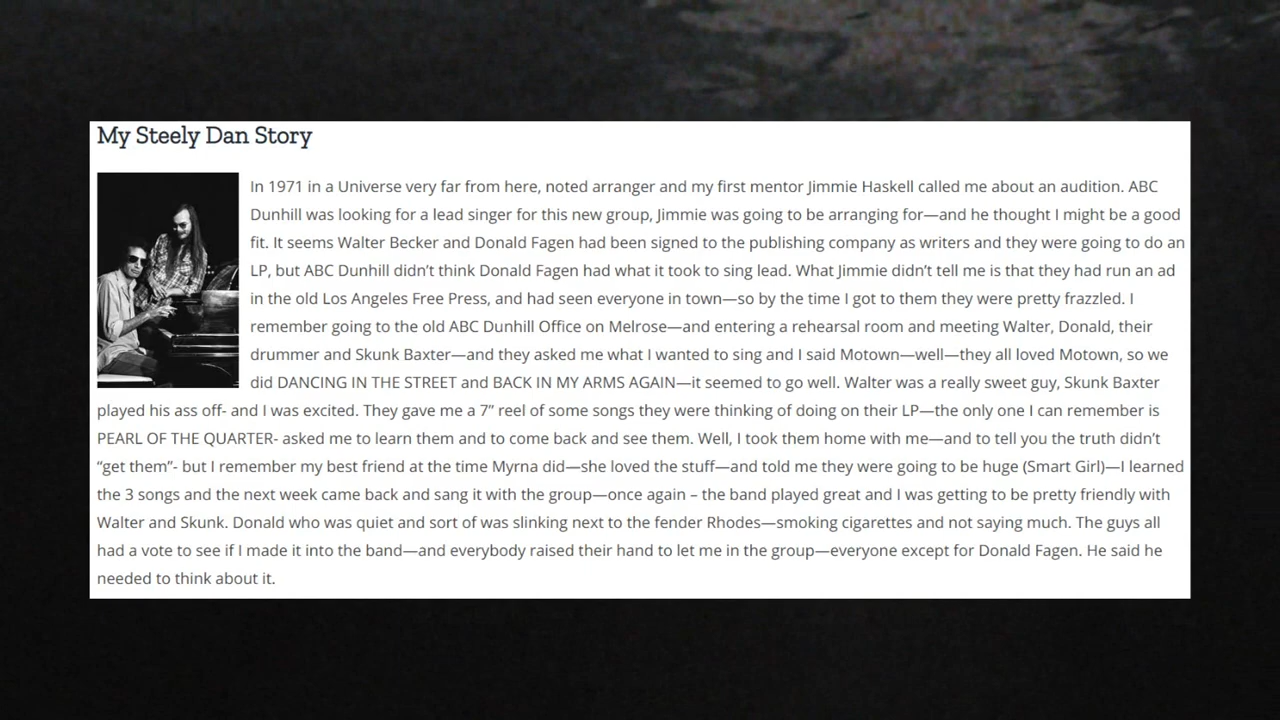 My Steely Dan Story
In 1971 in a Universe very far from here, noted arranger and my first mentor Jimmie Haskell called me about an audition. ABC
Dunhill was looking for a lead singer for this new group, Jimmie was going to be arranging for—and he thought I might be a good
fit. It seems Walter Becker and Donald Fagen had been signed to the publishing company as writers and they were going to do an
LP, but ABC Dunhill didn’t think Donald Fagen had what it took to sing lead. What Jimmie didn’t tell me is that they had run an ad
in the old Los Angeles Free Press, and had seen everyone in town—so by the time I got to them they were pretty frazzled. I
remember going to the old ABC Dunhill Office on Melrose—and entering a rehearsal room and meeting Walter, Donald, their
drummer and Skunk Baxter—and they asked me what I wanted to sing and I said Motown—well—they all loved Motown, so we
did DANCING IN THE STREET and BACK IN MY ARMS AGAIN—it seemed to go well. Walter was a really sweet guy, Skunk Baxter
played his ass off- and I was excited. They gave me a 7” reel of some songs they were thinking of doing on their LP—the only one I can remember is
PEARL OF THE QUARTER- asked me to learn them and to come back and see them. Well, I took them home with me—and to tell you the truth didn’t
“get them”- but I remember my best friend at the time Myrna did—she loved the stuff—and told me they were going to be huge (Smart Girl)—I learned
the 3 songs and the next week came back and sang it with the group—once again – the band played great and I was getting to be pretty friendly with
Walter and Skunk. Donald who was quiet and sort of was slinking next to the fender Rhodes—smoking cigarettes and not saying much. The guys all
had a vote to see if I made it into the band—and everybody raised their hand to let me in the group—everyone except for Donald Fagen. He said he
needed to think about it.